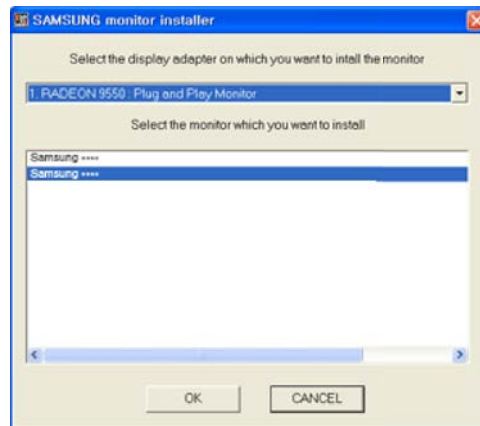 SAMSUNG monitor installer
Select the display adapter on which you want to intall the monitor
1. RADEON 9550 : Plug and Play Monitor
Select the monitor which you want to install
Samsung ····
Samsung ····
OK
CANCEL